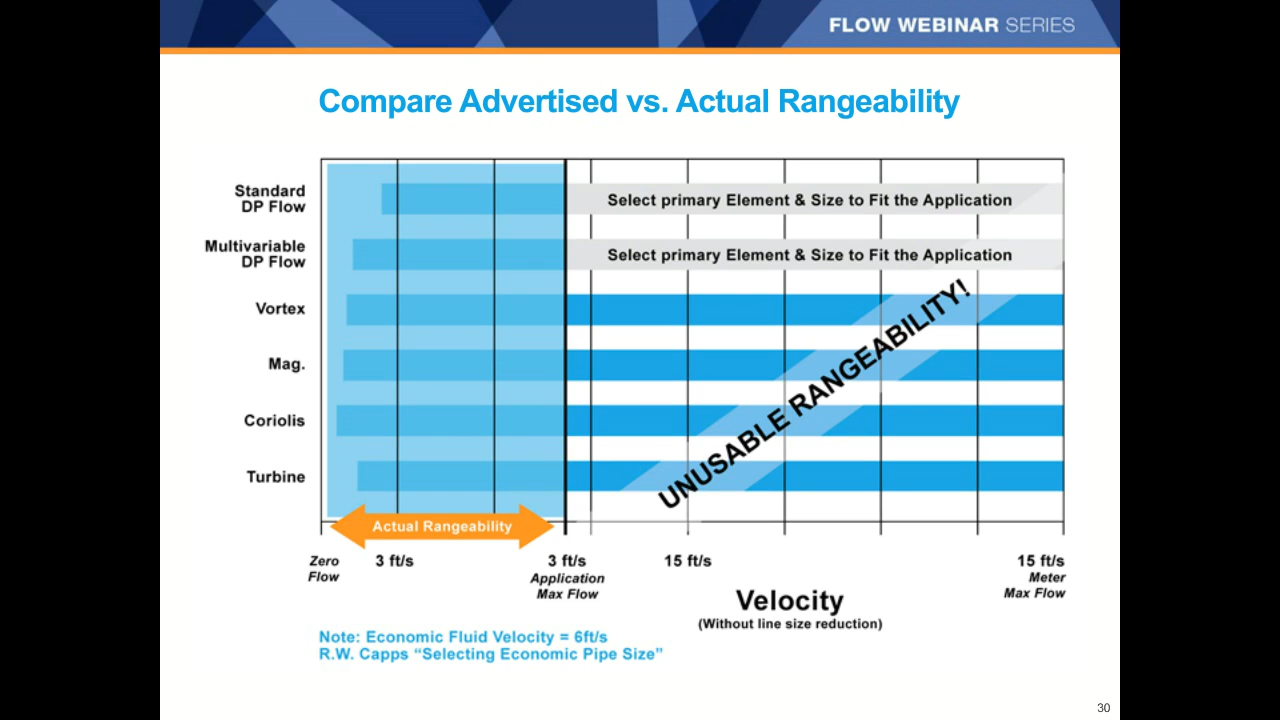 FLOW WEBINAR SERIES
Compare Advertised vs. Actual Rangeability
Standard
DP Flow
Select primary Element & Size to Fit the Application
Multivariable
DP Flow
Select primary Element & Size to Fit the Application
Vortex
Mag.
Coriolis
Turbine
UNUSABLE RANGEABILITY!
Actual Rangeability
Zero
Flow
3 ft/s
3 ft/s
Application
Max Flow
15 ft/s
15 ft/s
Meter
Max Flow
Velocity
(Without line size reduction)
Note: Economic Fluid Velocity = 6ft/s
R.W. Capps “Selecting Economic Pipe Size”
30